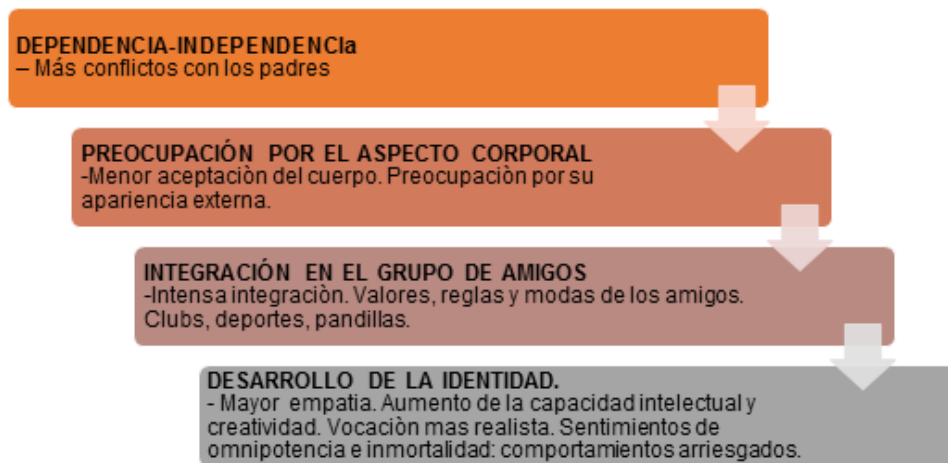 DEPENDENCIA-INDEPENDENCIa
– Más conflictos con los padres
PREOCUPACIÓN POR EL ASPECTO CORPORAL
-Menor aceptaciòn del cuerpo. Preocupaciòn por su
apariencia externa.
INTEGRACIÓN EN EL GRUPO DE AMIGOS
-Intensa integraciòn. Valores, reglas y modas de los amigos.
Clubs, deportes, pandillas.
DESARROLLO DE LA IDENTIDAD.
- Mayor empatia. Aumento de la capacidad intelectual y
creatividad. Vocaciòn mas realista. Sentimientos de
omnipotencia e inmortalidad: comportamientos arriesgados.